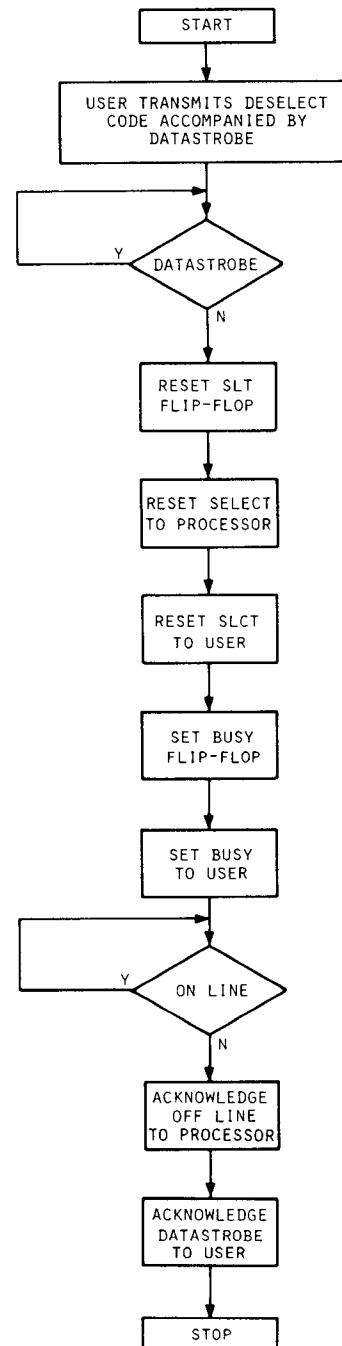 START
USER TRANSMITS DESELECT
CODE ACCOMPANIED BY
DATASTROBE
Y
DATASTROBE
N
RESET SLT
FLIP-FLOP
RESET SELECT
TO PROCESSOR
RESET SLCT
TO USER
SET BUSY
FLIP-FLOP
SET BUSY
TO USER
Y
ON LINE
N
ACKNOWLEDGE
OFF LINE
TO PROCESSOR
ACKNOWLEDGE
DATASTROBE
TO USER
STOP